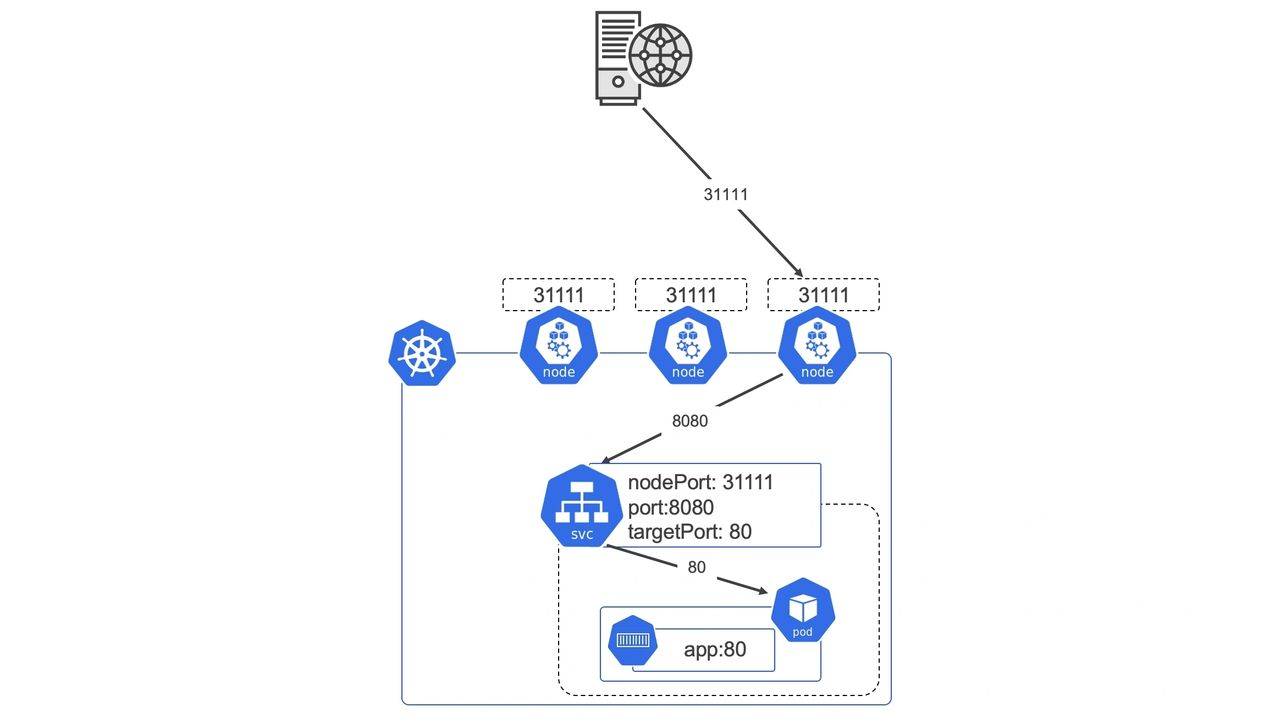 31111
31111
31111
31111
node
node
node
8080
nodePort: 31111
port:8080
targetPort: 80
svc
80
pod
app:80